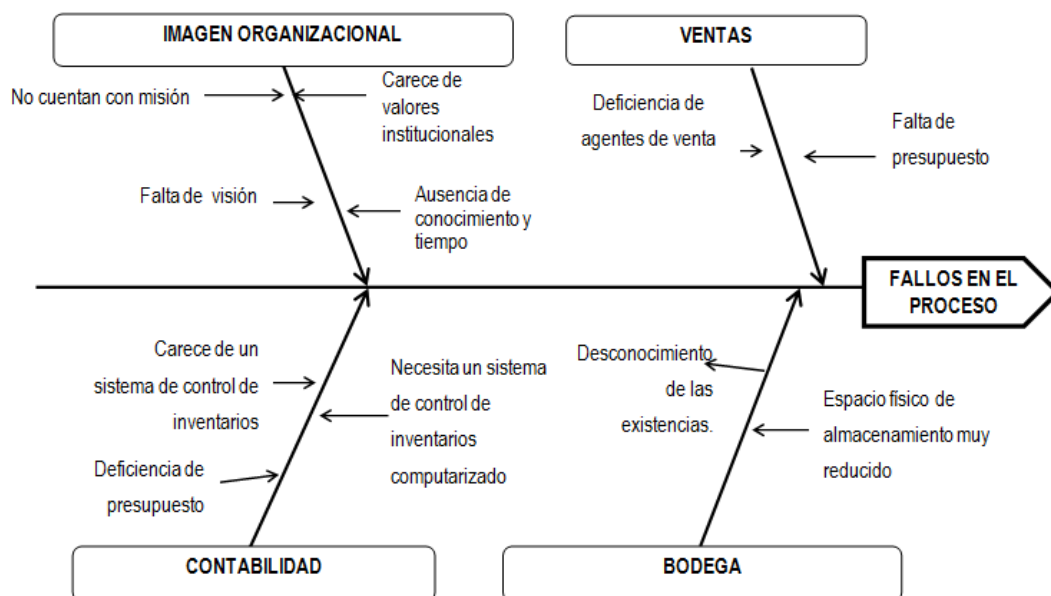 IMAGEN ORGANIZACIONAL
VENTAS
No cuentan con misión
Carece de
valores
institucionales
Falta de visión
Ausencia de
conocimiento y
tiempo
Deficiencia de
agentes de venta
Falta de
presupuesto
FALLOS EN EL
PROCESO
Carece de un
sistema de control de
inventarios
Necesita un sistema
de control de
inventarios
computarizado
Deficiencia de
presupuesto
Desconocimiento
de las
existencias.
Espacio físico de
almacenamiento muy
reducido
CONTABILIDAD
BODEGA